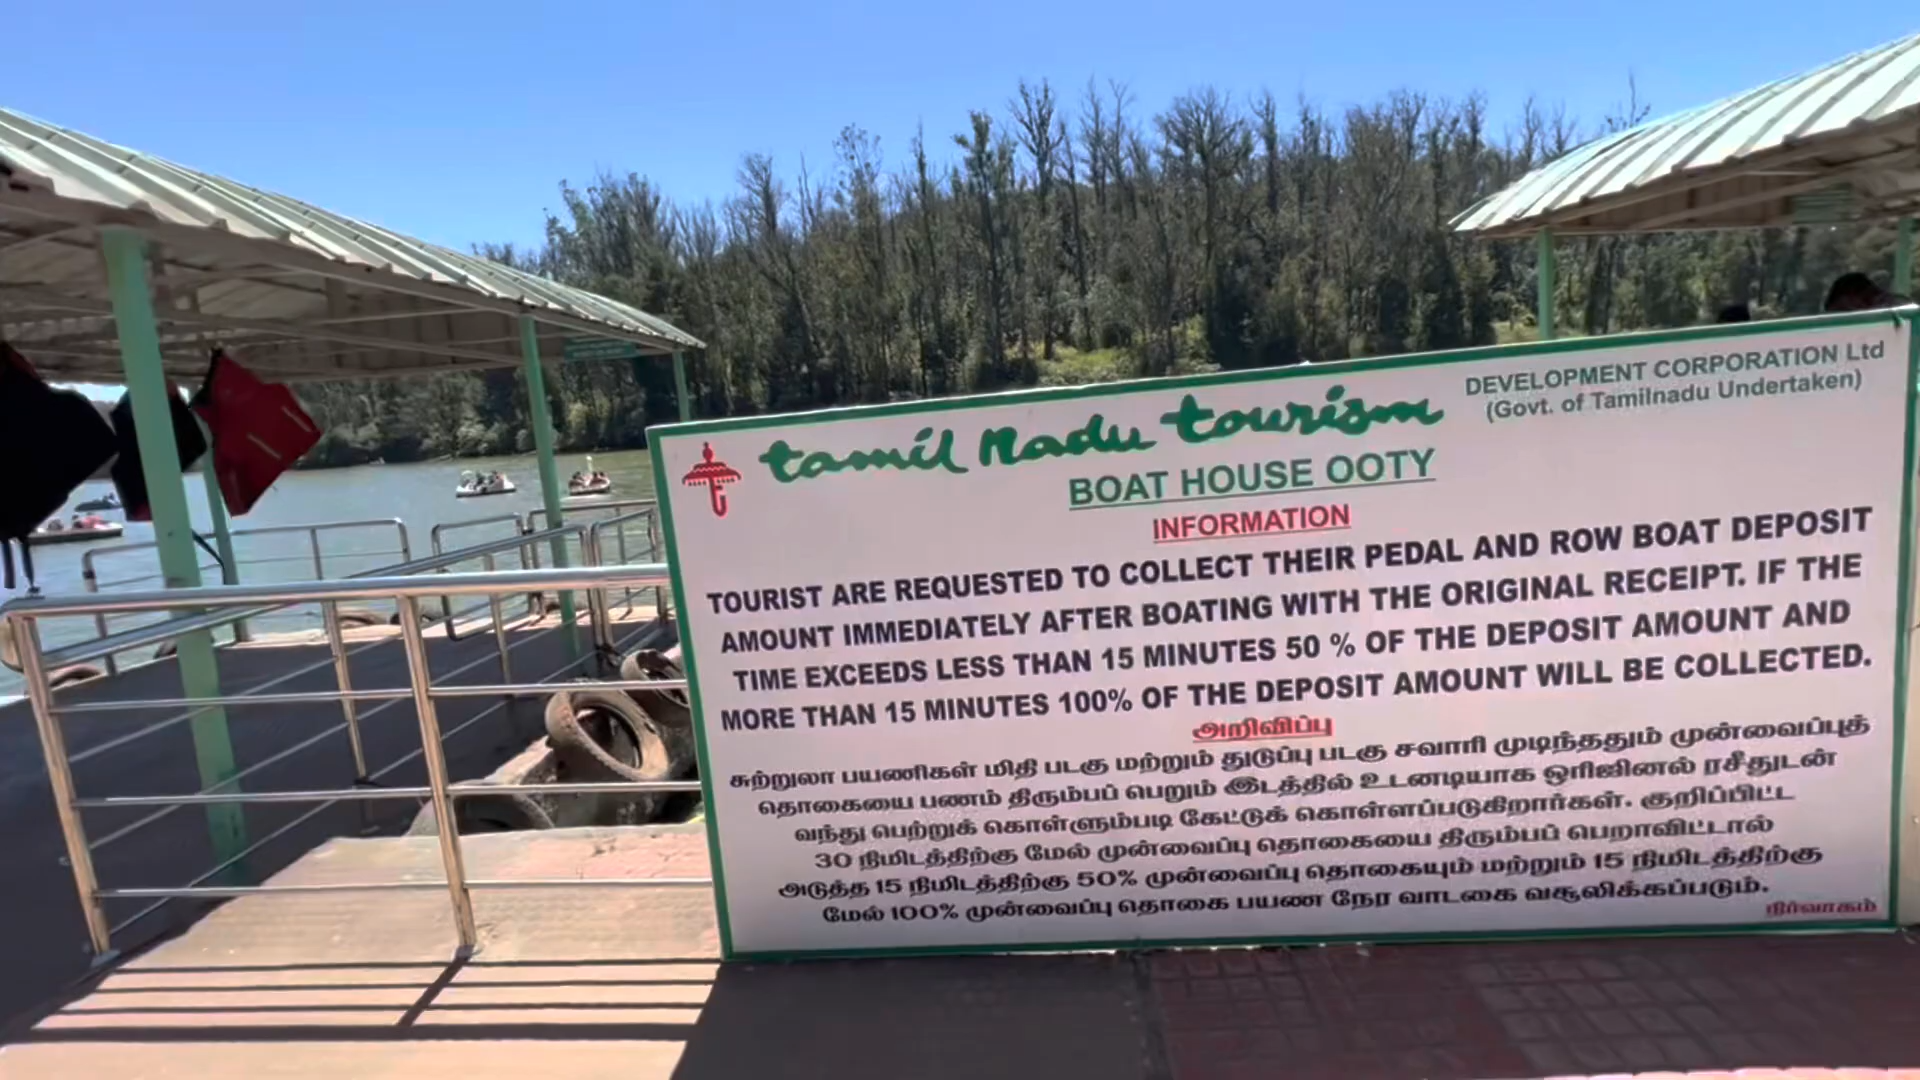 tamil nadu tourism
DEVELOPMENT CORPORATION Ltd
(Govt. of Tamilnadu Undertaken)
BOAT HOUSE OOTY
INFORMATION
TOURIST ARE REQUESTED TO COLLECT THEIR PEDAL AND ROW BOAT DEPOSIT
AMOUNT IMMEDIATELY AFTER BOATING WITH THE ORIGINAL RECEIPT. IF THE
TIME EXCEEDS LESS THAN 15 MINUTES 50 % OF THE DEPOSIT AMOUNT AND
MORE THAN 15 MINUTES 100% OF THE DEPOSIT AMOUNT WILL BE COLLECTED.
அறிவிப்பு
சுற்றுலா பயணிகள் மிதி படகு மற்றும் துடுப்பு படகு சவாரி முடிந்ததும் முன்வைப்புத்
தொகையை பணம் திரும்பப் பெறும் இடத்தில் உடனடியாக ஒரிஜினல் ரசீதுடன்
வந்து பெற்றுக் கொள்ளும்படி கேட்டுக் கொள்ளப்படுகிறார்கள். குறிப்பிட்ட
30 நிமிடத்திற்கு மேல் முன்வைப்பு தொகையை திரும்பப் பெறாவிட்டால்
அடுத்த 15 நிமிடத்திற்கு 50% முன்வைப்பு தொகையும் மற்றும் 15 நிமிடத்திற்கு
மேல் 100% முன்வைப்பு தொகை பயண நேர வாடகை வசூலிக்கப்படும்.
நிர்வாகம்